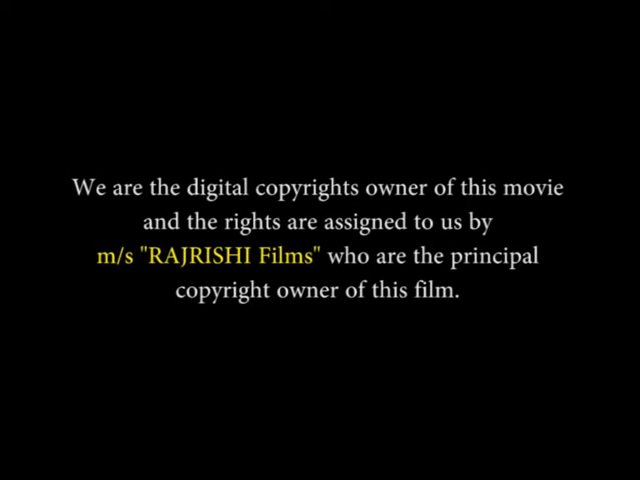 We are the digital copyrights owner of this movie
and the rights are assigned to us by
m/s "RAJRISHI Films" who are the principal
copyright owner of this film.